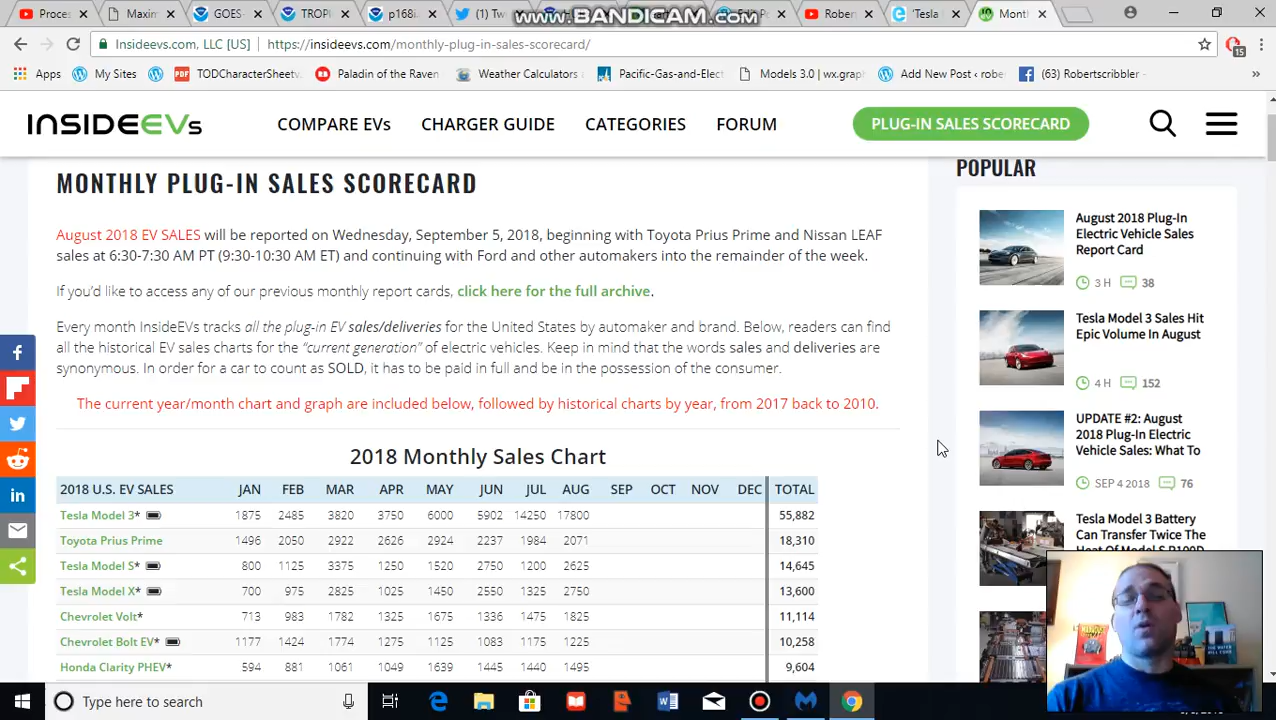 Proces
Maxim
GOES-
TROPI
p168i
(1) Tw
Rober
'Tesla
Mont
www.BANDICAM.com
Insideevs.com, LLC [US]
https://insideevs.com/monthly-plug-in-sales-scorecard/
15
Apps
My Sites
TODCharacterSheetv.
Paladin of the Raven
Weather Calculators
Pacific-Gas-and-Elect
Models 3.0 | wx.graph
Add New Post ‹ robe
(63) Robertscribbler -
»
INSIDEEVs
COMPARE EVs
CHARGER GUIDE
CATEGORIES
FORUM
PLUG-IN SALES SCORECARD
MONTHLY PLUG-IN SALES SCORECARD
August 2018 EV SALES will be reported on Wednesday, September 5, 2018, beginning with Toyota Prius Prime and Nissan LEAF
sales at 6:30-7:30 AM PT (9:30-10:30 AM ET) and continuing with Ford and other automakers into the remainder of the week.
If you'd like to access any of our previous monthly report cards, click here for the full archive.
Every month InsideEVs tracks all the plug-in EV sales/deliveries for the United States by automaker and brand. Below, readers can find
all the historical EV sales charts for the "current generation" of electric vehicles. Keep in mind that the words sales and deliveries are
synonymous. In order for a car to count as SOLD, it has to be paid in full and be in the possession of the consumer.
The current year/month chart and graph are included below, followed by historical charts by year, from 2017 back to 2010.
2018 Monthly Sales Chart
2018 U.S. EV SALES JAN FEB MAR APR MAY JUN JUL AUG SEP OCT NOV DEC TOTAL
Tesla Model 3* 1875 2485 3820 3750 6000 5902 14250 17800 55,882
Toyota Prius Prime 1496 2050 2922 2626 2924 2237 1984 2071 18,310
Tesla Model S* 800 1125 3375 1250 1520 2750 1200 2625 14,645
Tesla Model X* 700 975 2825 1025 1450 2550 1325 2750 13,600
Chevrolet Volt* 713 983 1782 1325 1675 1336 1475 1825 11,114
Chevrolet Bolt EV* 1177 1424 1774 1275 1125 1083 1175 1225 10,258
Honda Clarity PHEV* 594 881 1061 1049 1639 1445 1440 1495 9,604
POPULAR
August 2018 Plug-In
Electric Vehicle Sales
Report Card
3 H 38
Tesla Model 3 Sales Hit
Epic Volume In August
4 H 152
UPDATE #2: August
2018 Plug-In Electric
Vehicle Sales: What To
SEP 4 2018 76
Tesla Model 3 Battery
Can Transfer Twice The
Heat Of Model S P100D
Type here to search